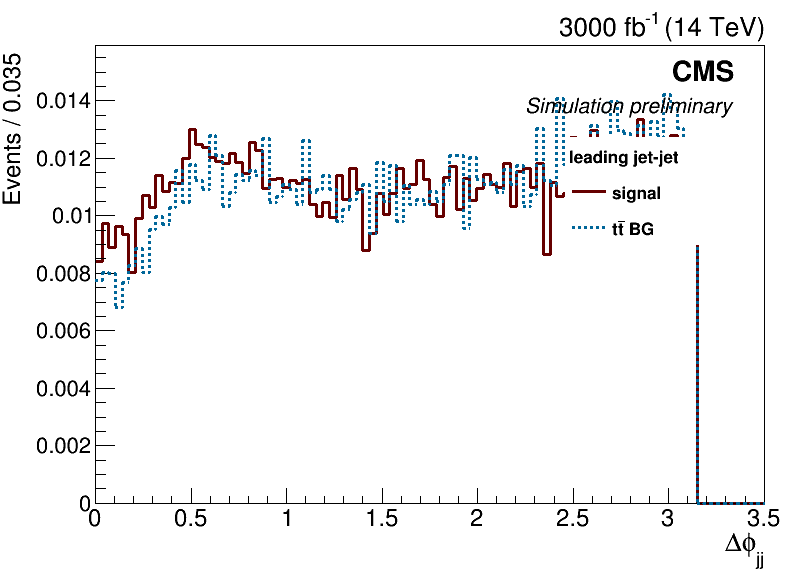 3000 fb⁻¹ (14 TeV)
CMS
Simulation preliminary
leading jet-jet
signal
tt̄ BG
Events / 0.035
0.014
0.012
0.01
0.008
0.006
0.004
0.002
0
0 0.5 1 1.5 2 2.5 3 3.5
Δϕjj